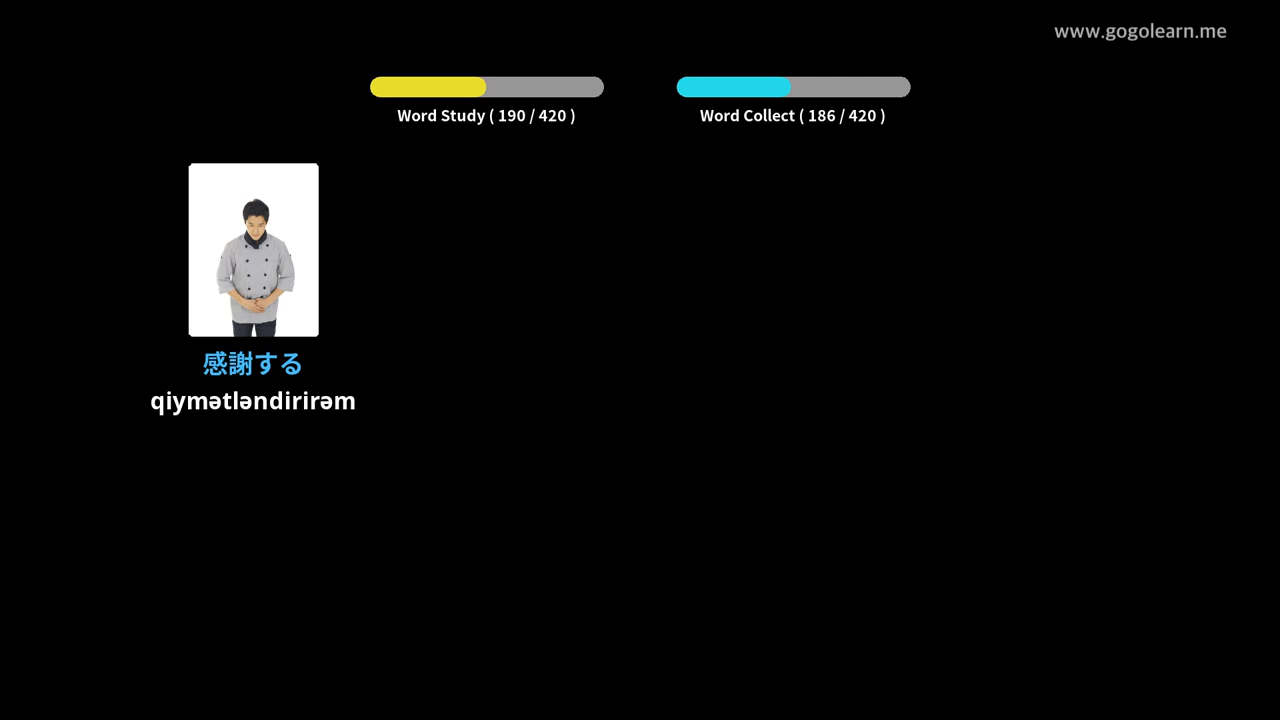 www.gogolearn.me
Word Study ( 190 / 420 )
Word Collect ( 186 / 420 )
感謝する
qiymətləndirirəm